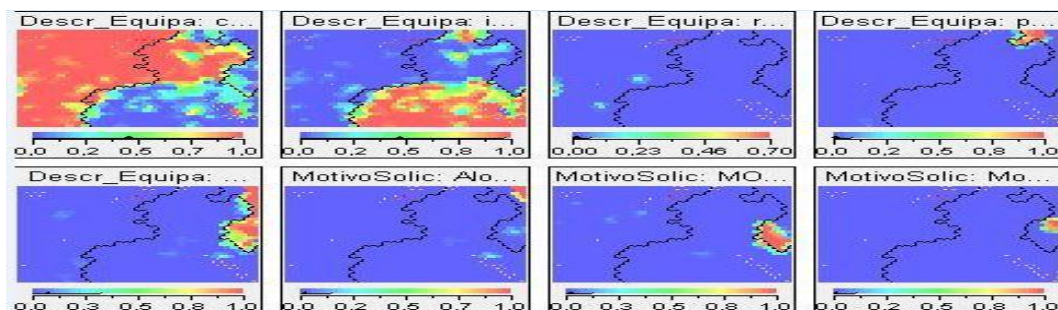 Descr_Equipa: c...
Descr_Equipa: i...
Descr_Equipa: r...
Descr_Equipa: p...
0.0 0.2 0.5 0.7 1.0
0.0 0.2 0.5 0.8 1.0
0.00 0.23 0.46 0.70
0.0 0.2 0.5 0.8 1.0
Descr_Equipa: ...
MotivoSolic: Alo...
MotivoSolic: MO...
MotivoSolic: Mo...
0.0 0.3 0.5 0.8 1.0
0.0 0.2 0.5 0.8 1.0
0.0 0.3 0.5 0.8 1.0
0.0 0.2 0.5 0.8 1.0